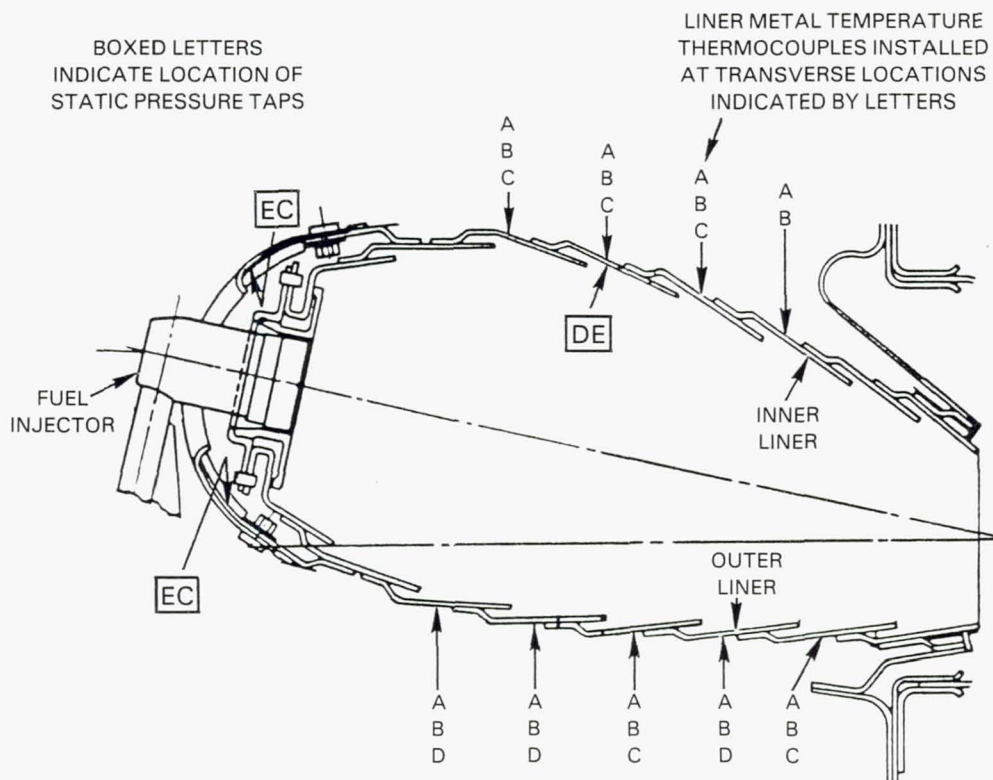 BOXED LETTERS
INDICATE LOCATION OF
STATIC PRESSURE TAPS
LINER METAL TEMPERATURE
THERMOCOUPLES INSTALLED
AT TRANSVERSE LOCATIONS
INDICATED BY LETTERS
A
B
C
A
B
C
A
B
C
A
B
EC
DE
FUEL
INJECTOR
INNER
LINER
EC
OUTER
LINER
A
B
D
A
B
D
A
B
C
A
B
D
A
B
C